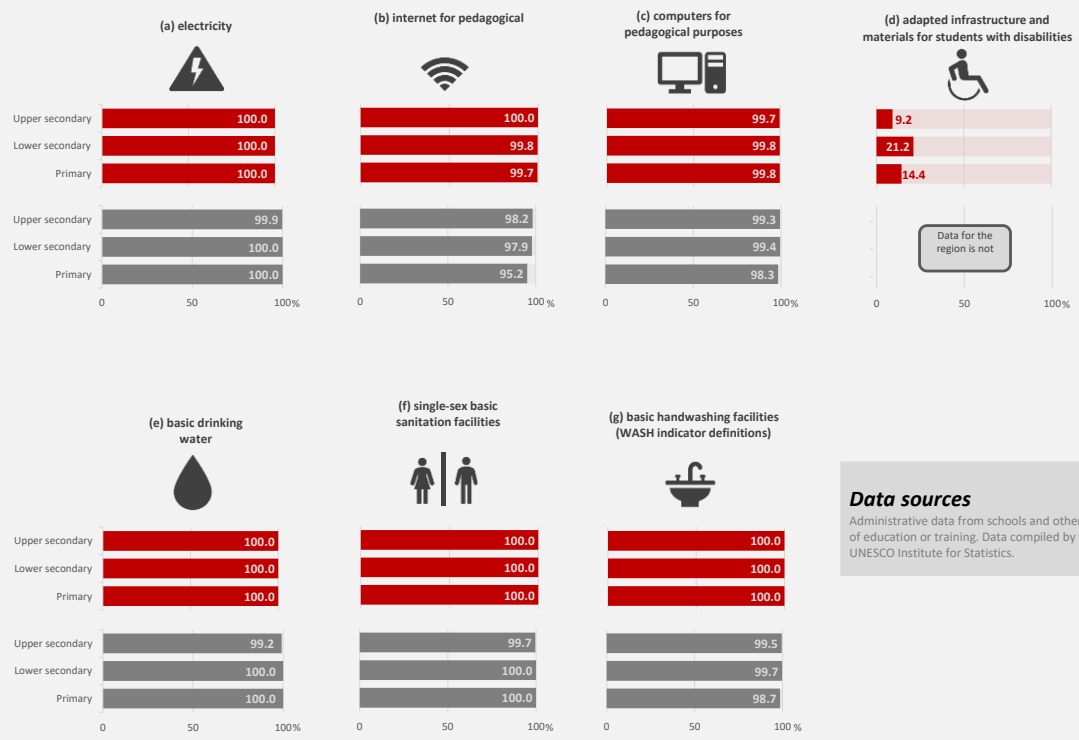 (a) electricity
Upper secondary 100.0
Lower secondary 100.0
Primary 100.0
Upper secondary 99.9
Lower secondary 100.0
Primary 100.0
0 50 100%
(b) internet for pedagogical
100.0
99.8
99.7
98.2
97.9
95.2
0 50 100%
(c) computers for
pedagogical purposes
99.7
99.8
99.8
99.3
99.4
98.3
0 50 100%
(d) adapted infrastructure and
materials for students with disabilities
9.2
21.2
14.4
Data for the
region is not
0 50 100%
(e) basic drinking
water
Upper secondary 100.0
Lower secondary 100.0
Primary 100.0
Upper secondary 99.2
Lower secondary 100.0
Primary 100.0
0 50 100%
(f) single-sex basic
sanitation facilities
100.0
100.0
100.0
99.7
100.0
100.0
0 50 100%
(g) basic handwashing facilities
(WASH indicator definitions)
100.0
100.0
100.0
99.5
99.7
98.7
0 50 100%
Data sources
Administrative data from schools and other
of education or training. Data compiled by
UNESCO Institute for Statistics.